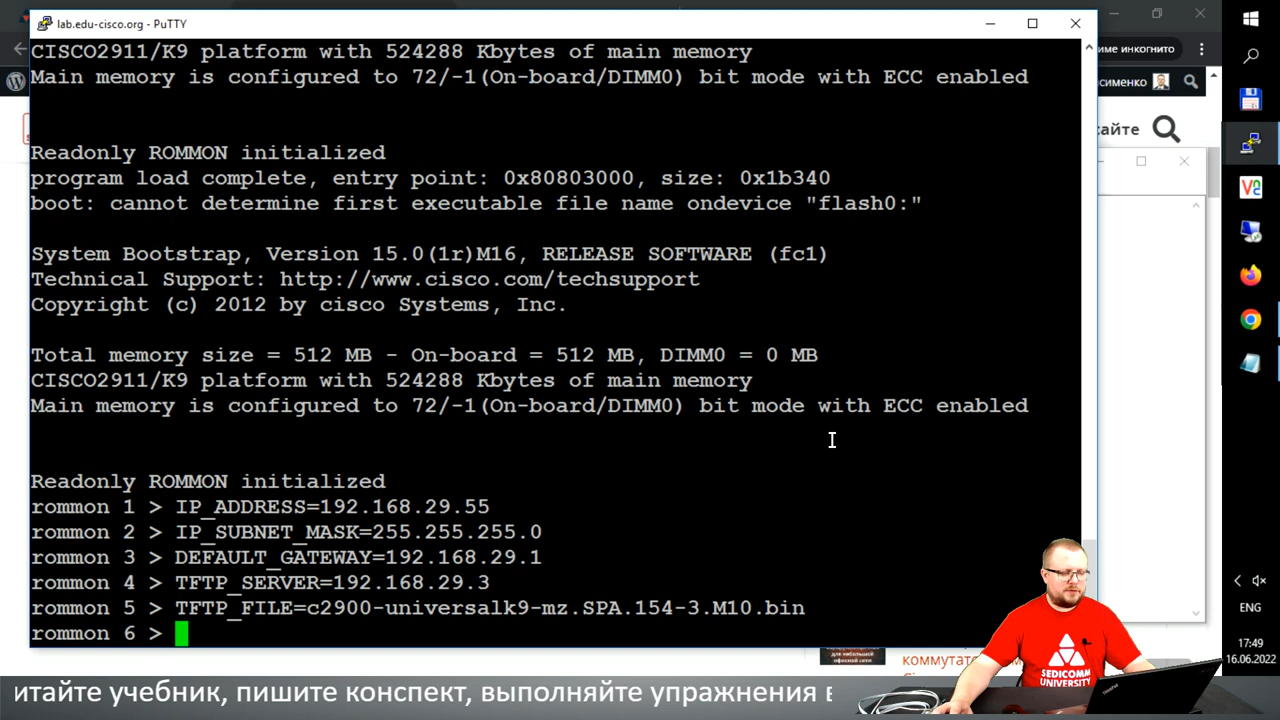 lab.edu-cisco.org - PuTTY
CISCO2911/K9 platform with 524288 Kbytes of main memory
Main memory is configured to 72/-1(On-board/DIMM0) bit mode with ECC enabled
Readonly ROMMON initialized
program load complete, entry point: 0x80803000, size: 0x1b340
boot: cannot determine first executable file name ondevice "flash0:"
System Bootstrap, Version 15.0(1r)M16, RELEASE SOFTWARE (fc1)
Technical Support: http://www.cisco.com/techsupport
Copyright (c) 2012 by cisco Systems, Inc.
Total memory size = 512 MB - On-board = 512 MB, DIMM0 = 0 MB
CISCO2911/K9 platform with 524288 Kbytes of main memory
Main memory is configured to 72/-1(On-board/DIMM0) bit mode with ECC enabled
Readonly ROMMON initialized
rommon 1 > IP_ADDRESS=192.168.29.55
rommon 2 > IP_SUBNET_MASK=255.255.255.0
rommon 3 > DEFAULT_GATEWAY=192.168.29.1
rommon 4 > TFTP_SERVER=192.168.29.3
rommon 5 > TFTP_FILE=c2900-universalk9-mz.SPA.154-3.M10.bin
rommon 6 >
име инкогнито
сименко
сайте
ENG
17:49
16.06.2022
коммутат
SEDICOMM
UNIVERSITY
итайте учебник, пишите конспект, выполняйте упражнения в